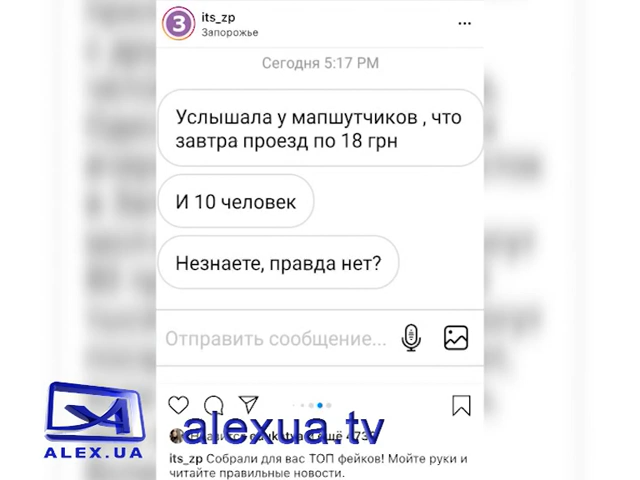 3
its_zp
Запорожье
Сегодня 5:17 PM
Услышала у мапшутчиков , что
завтра проезд по 18 грн
И 10 человек
Незнаете, правда нет?
Отправить сообщение...
alexua.tv
ALEX.UA
its_zp Собрали для вас ТОП фейков! Мойте руки и
читайте правильные новости.